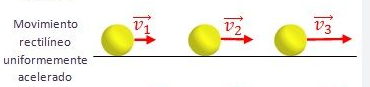 Movimiento
rectilíneo
uniformemente
acelerado
v₁ v₂ v₃